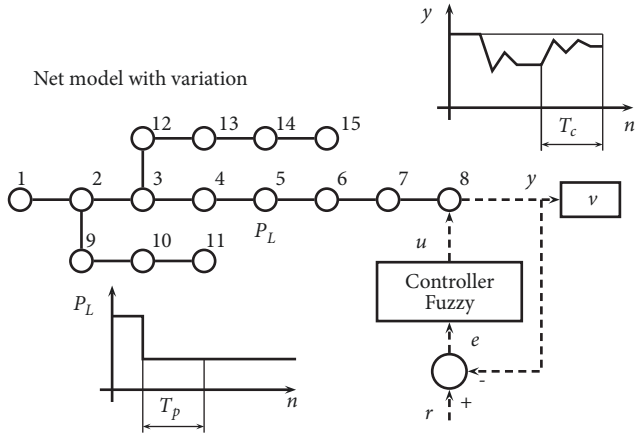 y
n
T_c
Net model with variation
12 13 14 15
1 2 3 4 5 6 7 8
y
v
P_L
u
9 10 11
Controller
Fuzzy
P_L
e
T_p
n
-
r
+